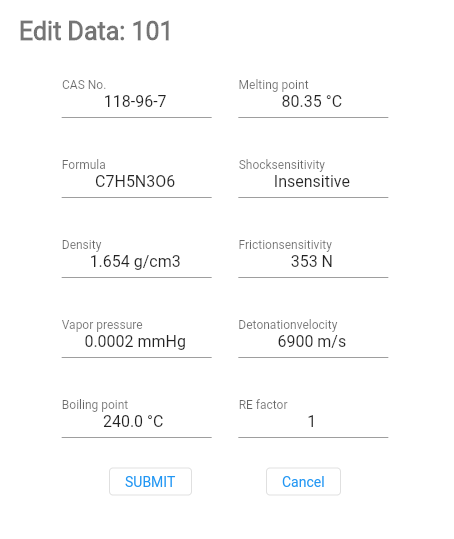 Edit Data: 101
CAS No.
118-96-7
Melting point
80.35 °C
Formula
C7H5N3O6
Shocksensitivity
Insensitive
Density
1.654 g/cm3
Frictionsensitivity
353 N
Vapor pressure
0.0002 mmHg
Detonationvelocity
6900 m/s
Boiling point
240.0 °C
RE factor
1
SUBMIT
Cancel